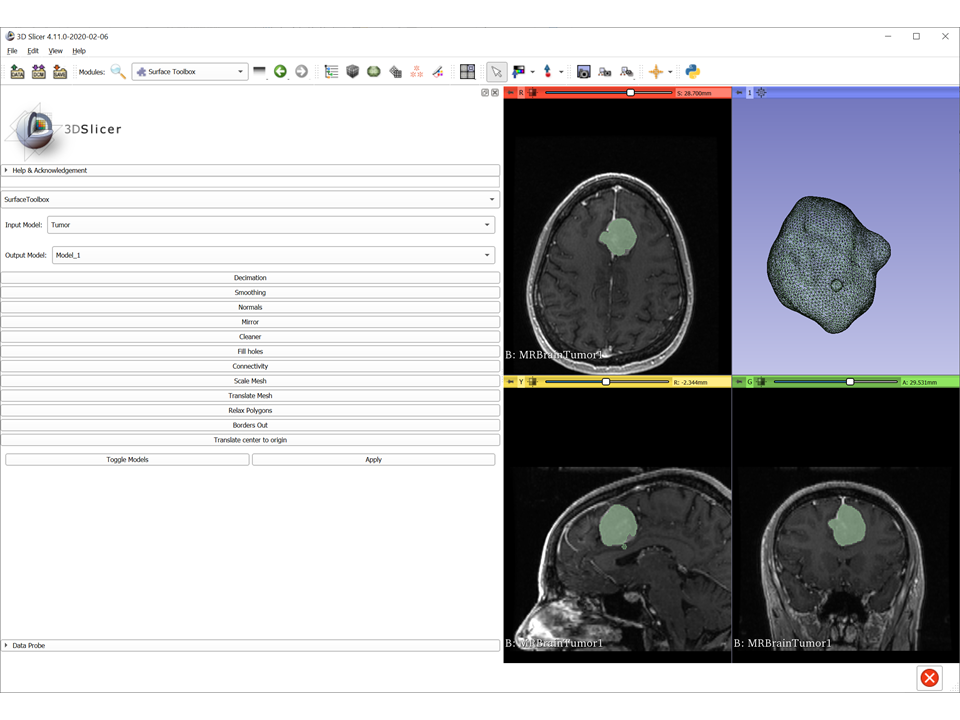 3D Slicer 4.11.0-2020-02-06
File Edit View Help
DATA DCM SAVE Modules: Surface Toolbox
R S: 28.700mm
1
3DSlicer
Help & Acknowledgement
SurfaceToolbox
Input Model: Tumor
Output Model: Model_1
Decimation
Smoothing
Normals
Mirror
Cleaner
Fill holes
Connectivity
Scale Mesh
Translate Mesh
Relax Polygons
Borders Out
Translate center to origin
Toggle Models Apply
Data Probe
B: MRBrainTumor1
Y R: -2.344mm
G A: 29.531mm
B: MRBrainTumor1
B: MRBrainTumor1